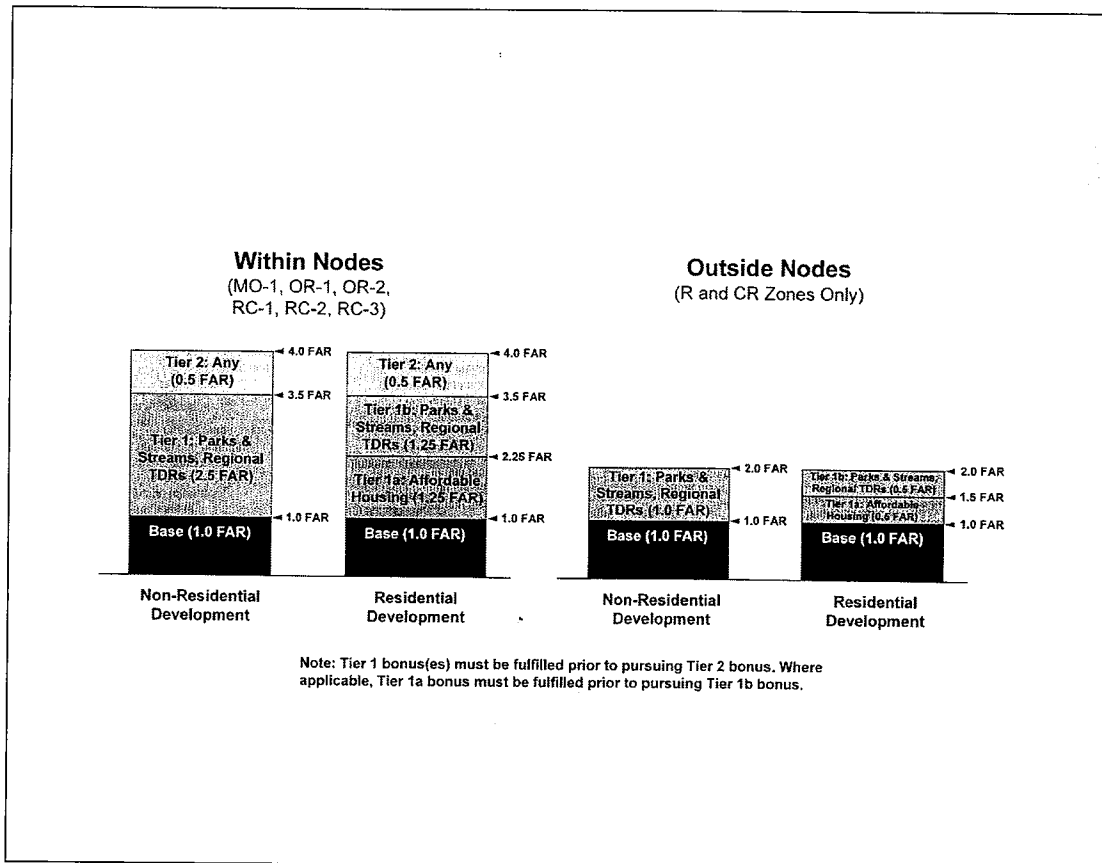 Within Nodes
(MO-1, OR-1, OR-2,
RC-1, RC-2, RC-3)
Tier 2: Any
(0.5 FAR)
4.0 FAR
3.5 FAR
Tier 1: Parks &
Streams, Regional
TDRs (2.5 FAR)
1.0 FAR
Base (1.0 FAR)
Non-Residential
Development
Tier 2: Any
(0.5 FAR)
4.0 FAR
3.5 FAR
Tier 1b: Parks &
Streams, Regional
TDRs (1.25 FAR)
2.25 FAR
Tier 1a: Affordable
Housing (1.25 FAR)
1.0 FAR
Base (1.0 FAR)
Residential
Development
Outside Nodes
(R and CR Zones Only)
2.0 FAR
Tier 1: Parks &
Streams, Regional
TDRs (1.0 FAR)
1.0 FAR
Base (1.0 FAR)
Non-Residential
Development
2.0 FAR
Tier 1b: Parks & Streams,
Regional TDRs (0.5 FAR)
1.5 FAR
Tier 1a: Affordable
Housing (0.5 FAR)
1.0 FAR
Base (1.0 FAR)
Residential
Development
Note: Tier 1 bonus(es) must be fulfilled prior to pursuing Tier 2 bonus. Where
applicable, Tier 1a bonus must be fulfilled prior to pursuing Tier 1b bonus.